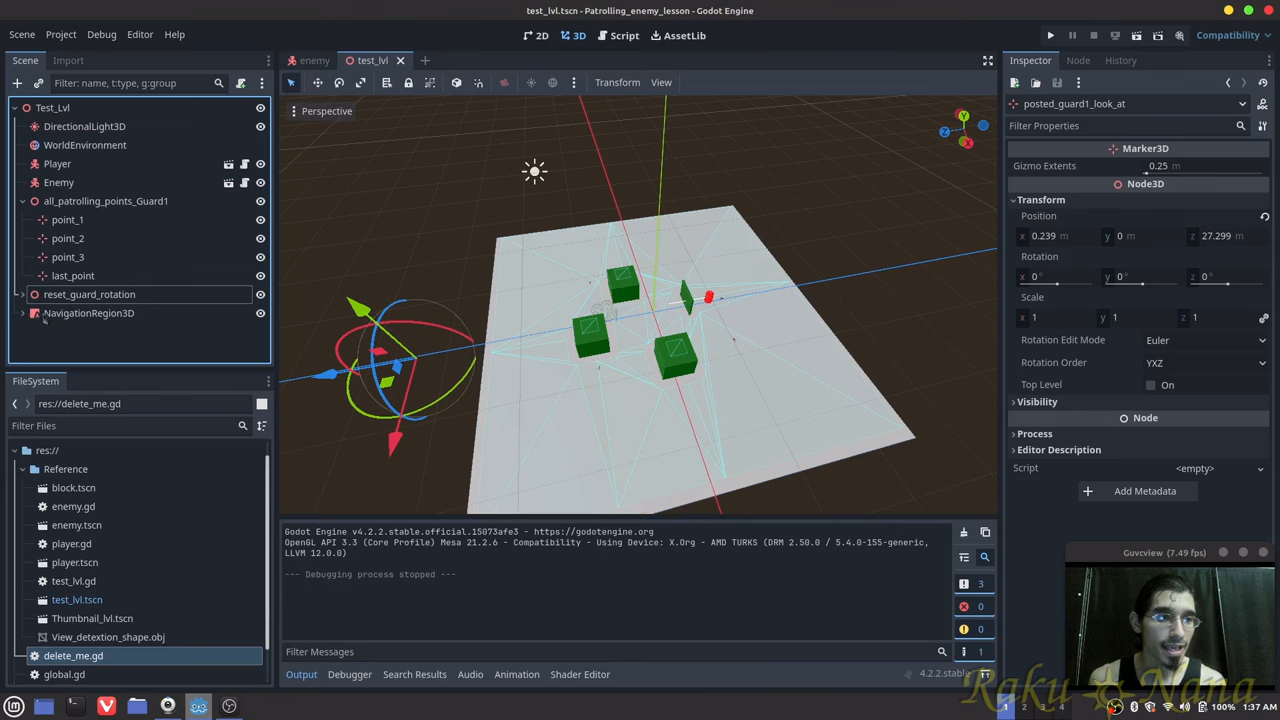 test_lvl.tscn - Patrolling_enemy_lesson - Godot Engine
Scene Project Debug Editor Help
2D 3D Script AssetLib
Compatibility
Scene Import
enemy test_lvl
Inspector Node History
Filter: name, t:type, g:group
Transform View
Perspective
posted_guard1_look_at
Filter Properties
Marker3D
Gizmo Extents 0.25 m
Node3D
Transform
Position
x 0.239 m y 0 m z 27.299 m
Rotation
x 0° y 0° z 0°
Scale
x 1 y 1 z 1
Rotation Edit Mode Euler
Rotation Order YXZ
Top Level On
Visibility
Node
Process
Editor Description
Script <empty>
Add Metadata
Test_Lvl
DirectionalLight3D
WorldEnvironment
Player
Enemy
all_patrolling_points_Guard1
point_1
point_2
point_3
last_point
reset_guard_rotation
NavigationRegion3D
Y
Z
X
FileSystem
res://delete_me.gd
Filter Files
res://
Reference
block.tscn
enemy.gd
enemy.tscn
player.gd
player.tscn
test_lvl.gd
test_lvl.tscn
Thumbnail_lvl.tscn
View_detextion_shape.obj
delete_me.gd
global.gd
Godot Engine v4.2.2.stable.official.15073afe3 - https://godotengine.org
OpenGL API 3.3 (Core Profile) Mesa 21.2.6 - Compatibility - Using Device: X.Org - AMD TURKS (DRM 2.50.0 / 5.4.0-155-generic,
LLVM 12.0.0)
--- Debugging process stopped ---
3
0
0
1
Filter Messages
Output Debugger Search Results Audio Animation Shader Editor
4.2.2.stable
Guvcview (7.49 fps)
Raku Nana
1 2 3 4
100% 1:37 AM